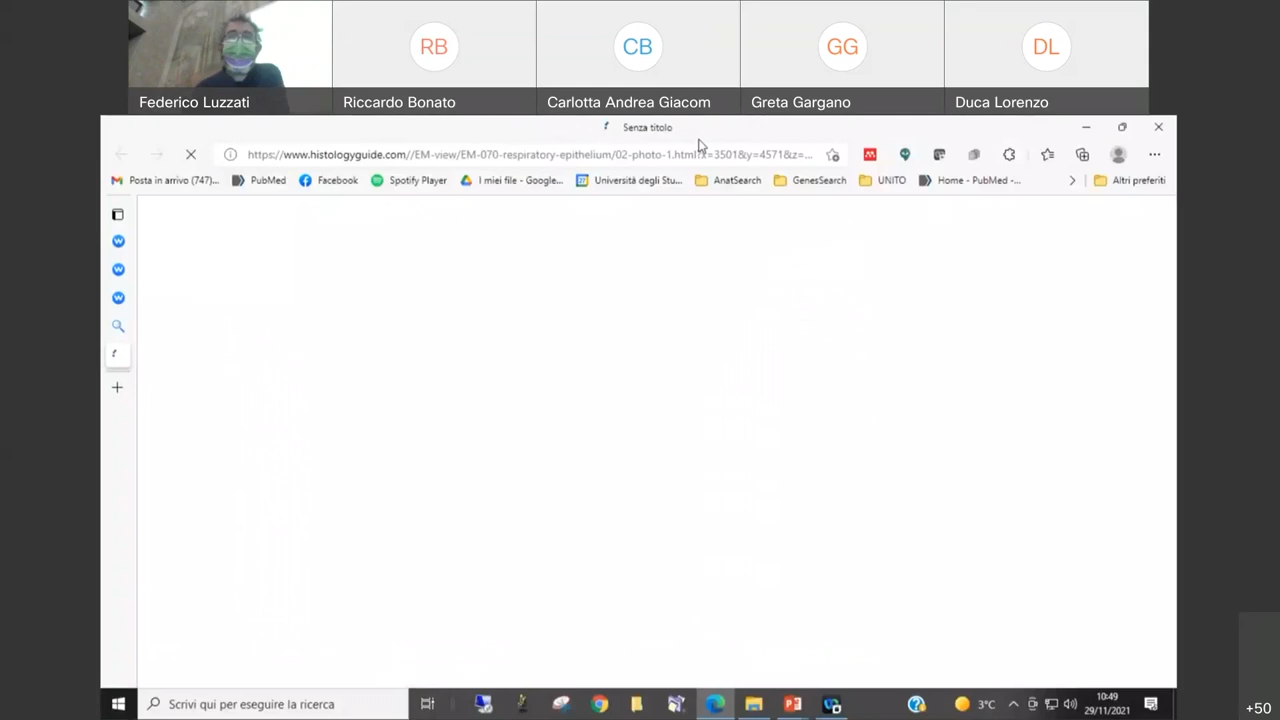 RB
CB
GG
DL
Federico Luzzati
Riccardo Bonato
Carlotta Andrea Giacom
Greta Gargano
Duca Lorenzo
Senza titolo
https://www.histologyguide.com//EM-view/EM-070-respiratory-epithelium/02-photo-1.html?x=3501&y=4571&z=...
Posta in arrivo (747)...
PubMed
Facebook
Spotify Player
I miei file - Google...
Università degli Stu...
AnatSearch
GenesSearch
UNITO
Home - PubMed -...
Altri preferiti
Scrivi qui per eseguire la ricerca
3°C
10:49
29/11/2021
+50